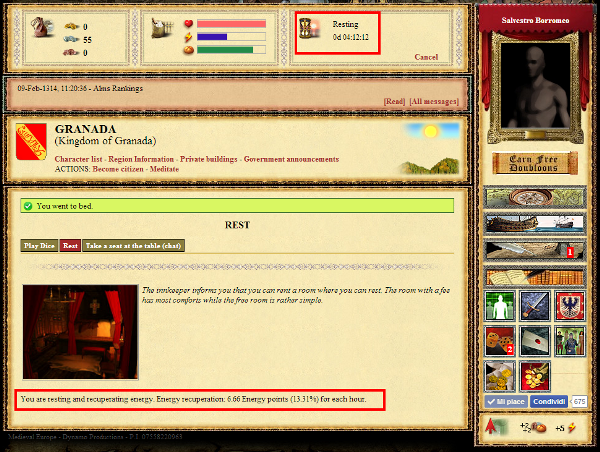 0
55
0
Resting
0d 04:12:12
Cancel
Salvestro Borromeo
09-Feb-1314, 11:20:36 - Alms Rankings
[Read] [All messages]
GRANADA
(Kingdom of Granada)
Character list - Region Information - Private buildings - Government announcements
ACTIONS: Become citizen - Meditate
Earn Free
Doubloons
You went to bed.
REST
Play Dice Rest Take a seat at the table (chat)
The innkeeper informs you that you can rent a room where you can rest. The room with a fee
has most comforts while the free room is rather simple.
1
2
You are resting and recuperating energy. Energy recuperation: 6.66 Energy points (13.31%) for each hour.
Mi piace Condividi 675
+5
Medieval Europe - Dynamo Productions - P.I. 07558220968